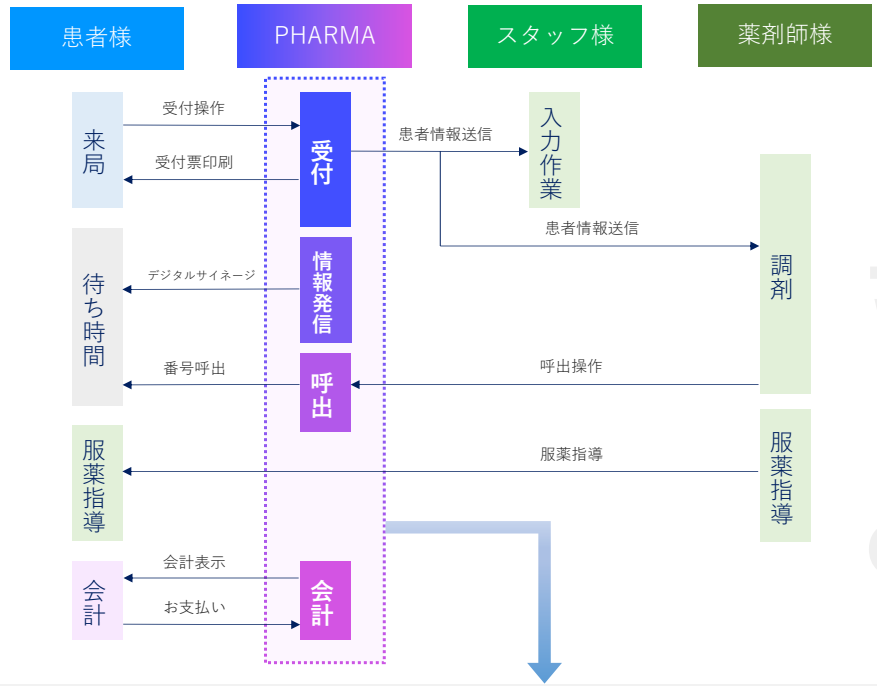 患者様
PHARMA
スタッフ様
薬剤師様
来局
受付操作
受付票印刷
受付
患者情報送信
入力作業
患者情報送信
調剤
待ち時間
デジタルサイネージ
情報発信
番号呼出
呼出
呼出操作
服薬指導
服薬指導
服薬指導
会計
会計表示
お支払い
会計